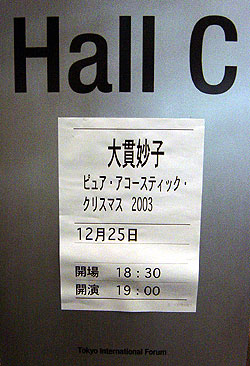 Hall C
大貫妙子
ピュア・アコースティック・
クリスマス 2003
12月25日
開場 18:30
開演 19:00
Tokyo International Forum